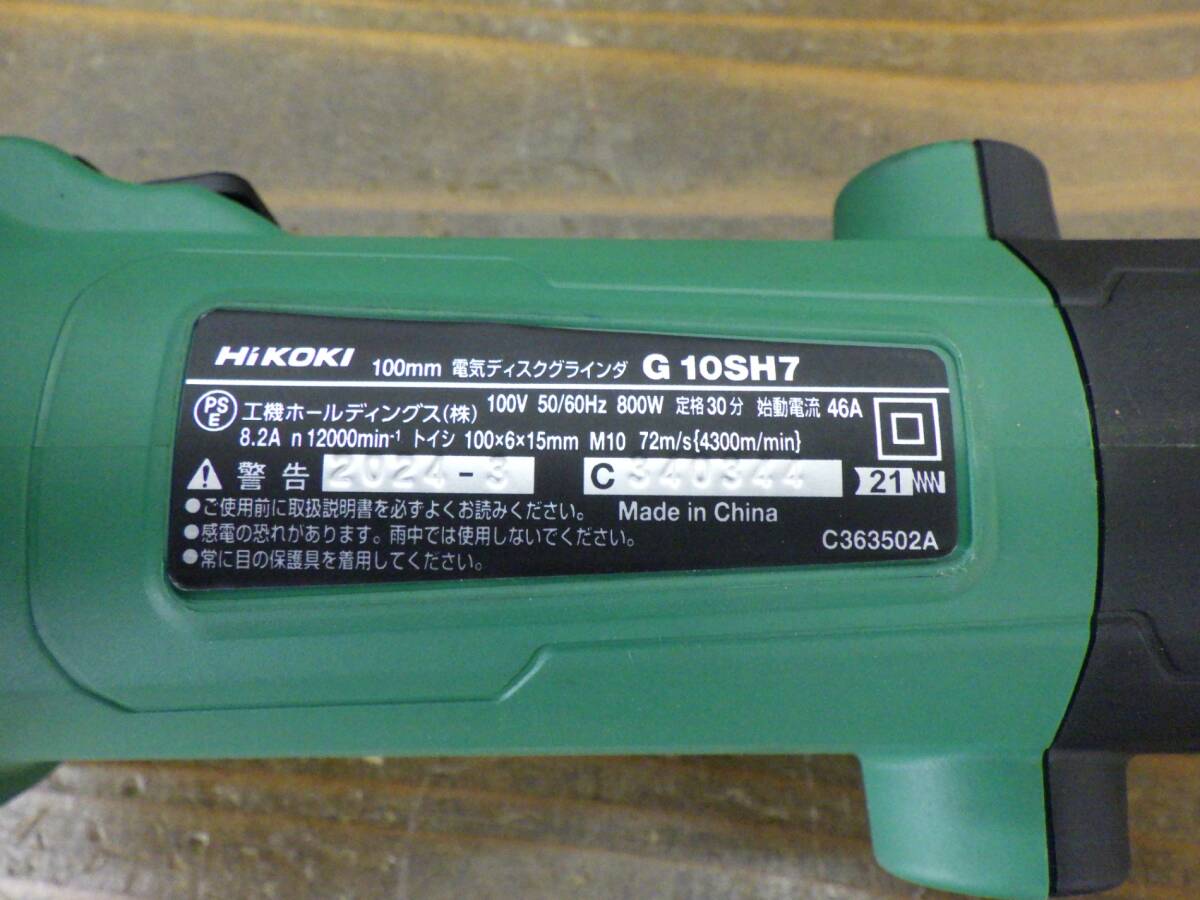 HiKOKI 100mm 電気ディスクグラインダ G 10SH7
PSE 工機ホールディングス(株) 100V 50/60Hz 800W 定格30分 始動電流 46A
8.2A n 12000min⁻¹ トイシ 100×6×15mm M10 72m/s{4300m/min}
警告 2024-3 C 340344 21
●ご使用前に取扱説明書を必ずよくお読みください。 Made in China
●感電の恐れがあります。雨中では使用しないでください。 C363502A
●常に目の保護具を着用してください。